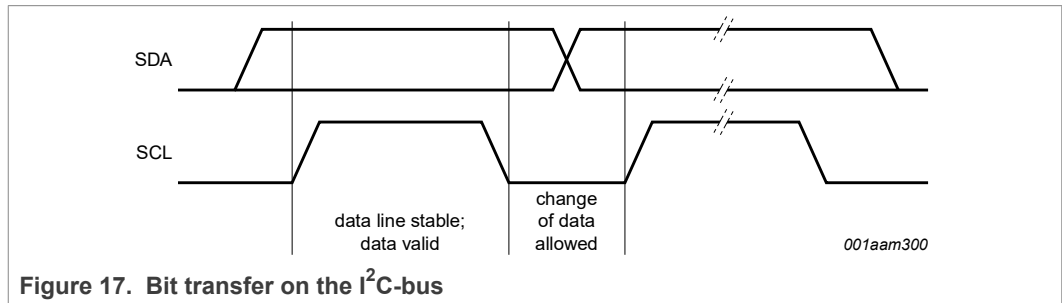 SDA
SCL
data line stable;
data valid
change
of data
allowed
001aam300
Figure 17. Bit transfer on the I²C-bus